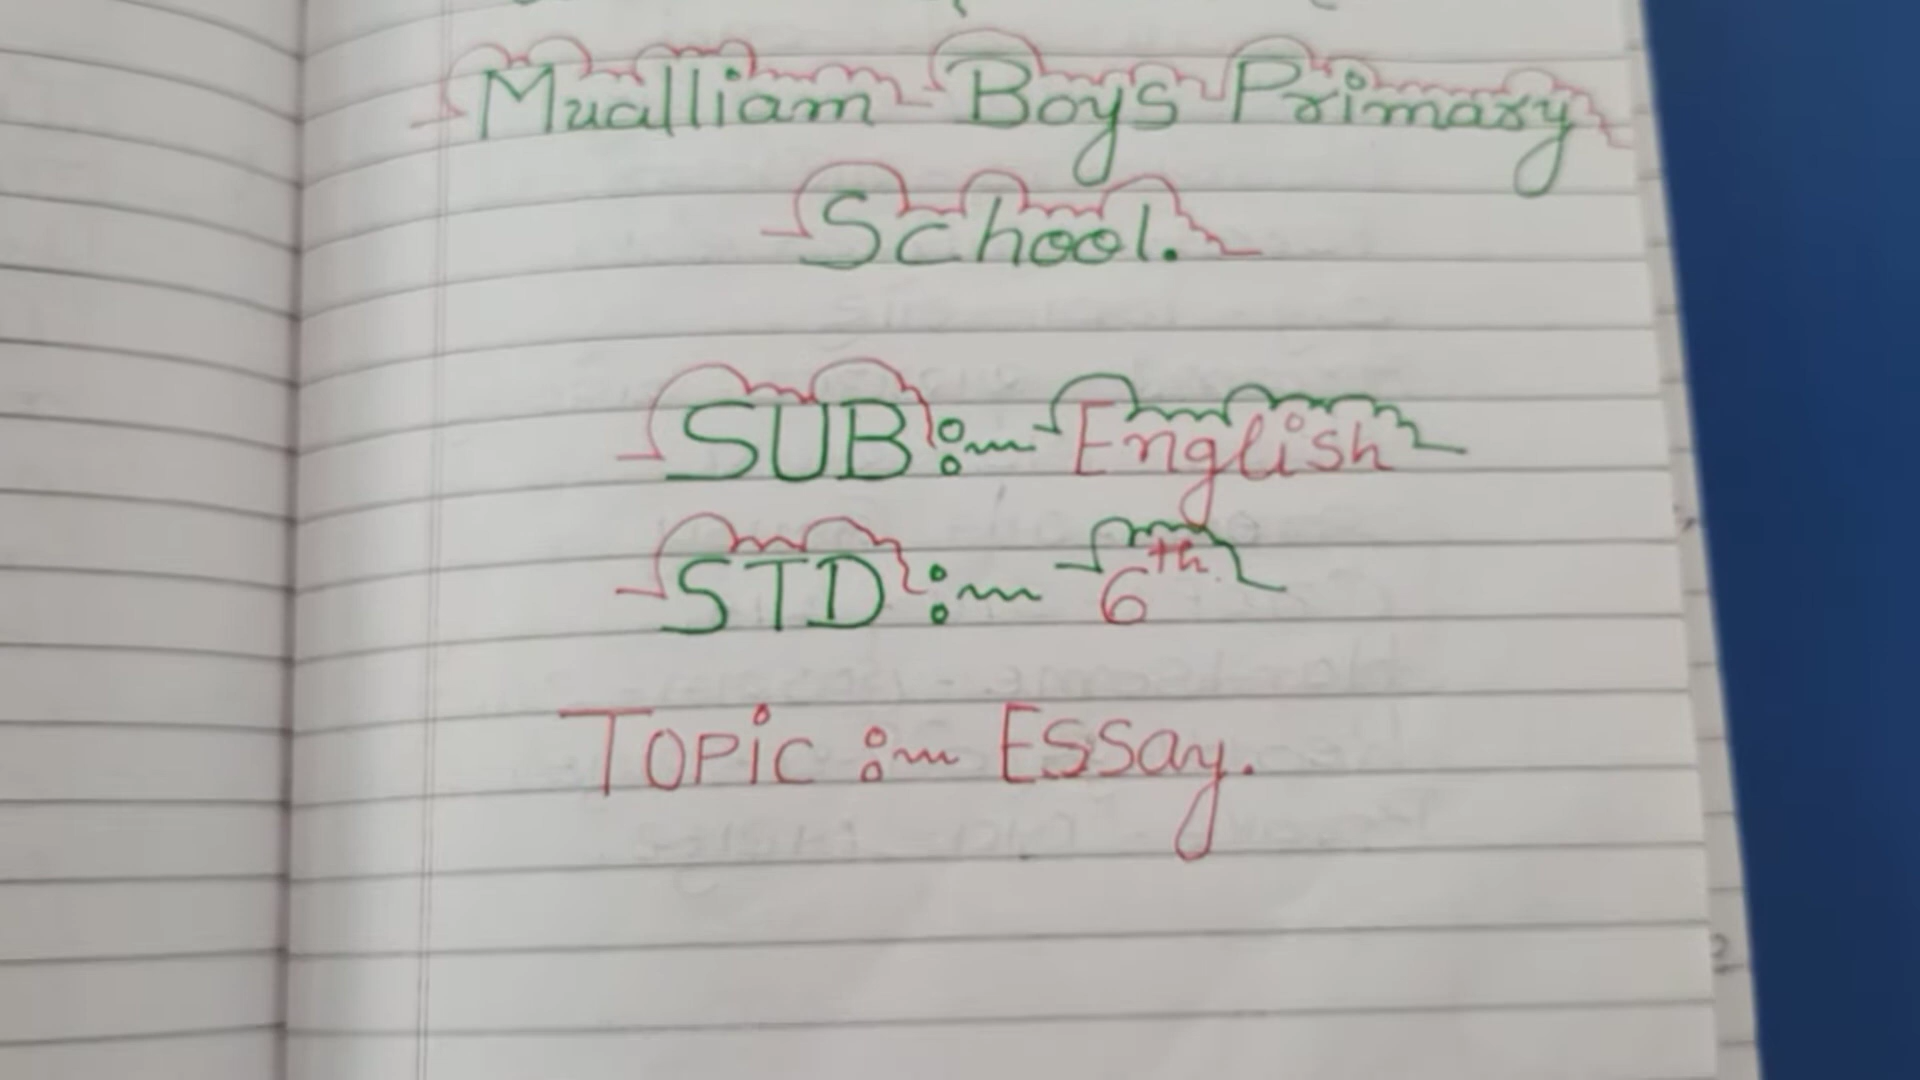 Mualliam Boys Primary
School.
SUB :~ English
STD :~ 6th
Topic :~ Essay.